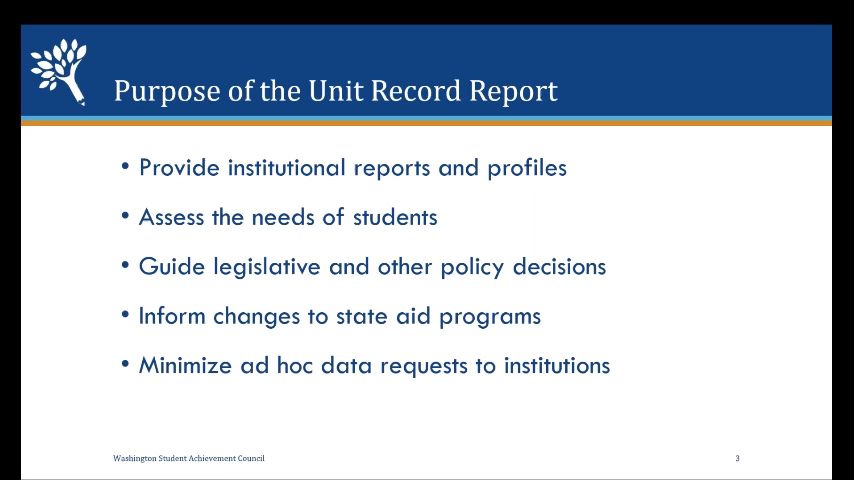 Purpose of the Unit Record Report
• Provide institutional reports and profiles
• Assess the needs of students
• Guide legislative and other policy decisions
• Inform changes to state aid programs
• Minimize ad hoc data requests to institutions
Washington Student Achievement Council
3